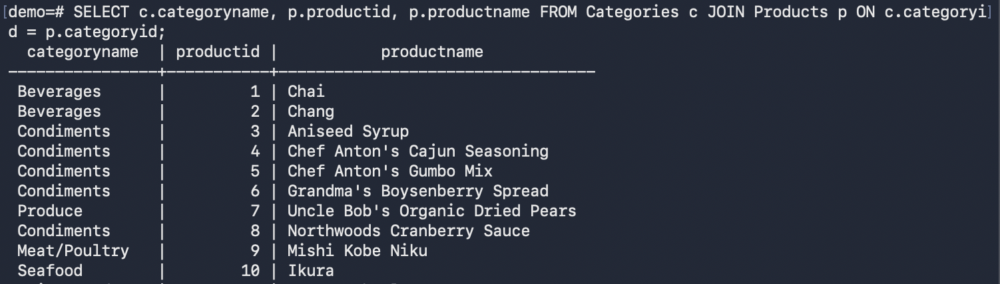 [demo=# SELECT c.categoryname, p.productid, p.productname FROM Categories c JOIN Products p ON c.categoryi]
d = p.categoryid;
categoryname | productid | productname
----------------+-----------+----------------------------------
Beverages | 1 | Chai
Beverages | 2 | Chang
Condiments | 3 | Aniseed Syrup
Condiments | 4 | Chef Anton's Cajun Seasoning
Condiments | 5 | Chef Anton's Gumbo Mix
Condiments | 6 | Grandma's Boysenberry Spread
Produce | 7 | Uncle Bob's Organic Dried Pears
Condiments | 8 | Northwoods Cranberry Sauce
Meat/Poultry | 9 | Mishi Kobe Niku
Seafood | 10 | Ikura